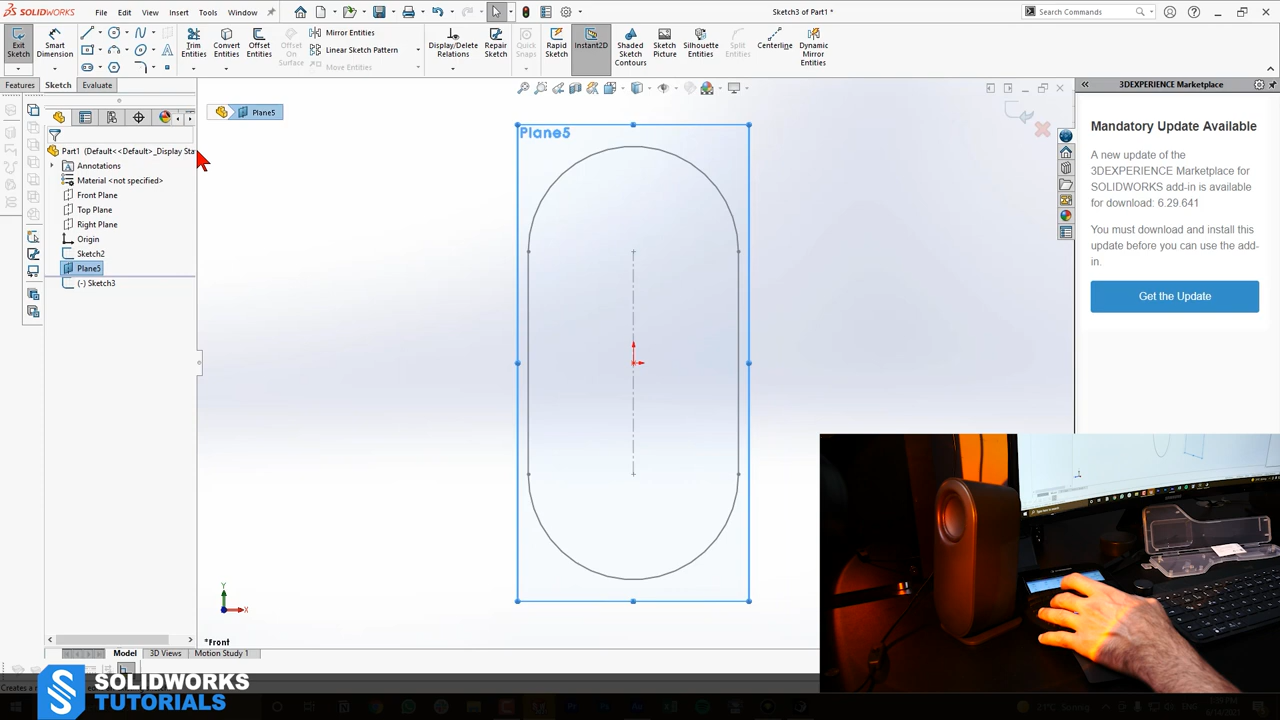 SOLIDWORKS
File
Edit
View
Insert
Tools
Window
Sketch3 of Part1 *
Search Commands
Exit Sketch
Smart Dimension
Trim Entities
Convert Entities
Offset Entities
Offset On Surface
Mirror Entities
Linear Sketch Pattern
Move Entities
Display/Delete Relations
Repair Sketch
Quick Snaps
Rapid Sketch
Instant2D
Shaded Sketch Contours
Sketch Picture
Silhouette Entities
Split Entities
Centerline
Dynamic Mirror Entities
Features
Sketch
Evaluate
3DEXPERIENCE Marketplace
Plane5
Plane5
Part1 (Default<<Default>_Display Sta
Annotations
Material <not specified>
Front Plane
Top Plane
Right Plane
Origin
Sketch2
Plane5
(-) Sketch3
Mandatory Update Available
A new update of the
3DEXPERIENCE Marketplace for
SOLIDWORKS add-in is available
for download: 6.29.641
You must download and install this
update before you can use the add-
in.
Get the Update
Y
X
*Front
Model
3D Views
Motion Study 1
SOLIDWORKS
TUTORIALS